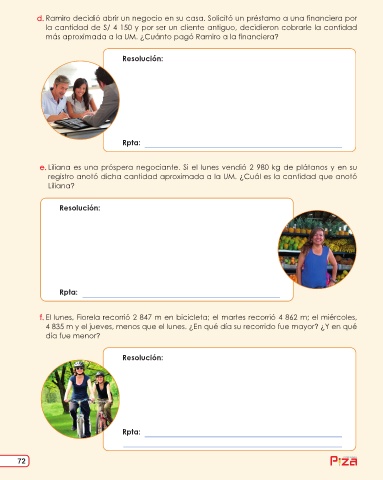 d. Ramiro decidió abrir un negocio en su casa. Solicitó un préstamo a una financiera por
la cantidad de S/ 4 150 y por ser un cliente antiguo, decidieron cobrarle la cantidad
más aproximada a la UM. ¿Cuánto pagó Ramiro a la financiera?
Resolución:
Rpta:
e. Liliana es una próspera negociante. Si el lunes vendió 2 980 kg de plátanos y en su
registro anotó dicha cantidad aproximada a la UM. ¿Cuál es la cantidad que anotó
Liliana?
Resolución:
Rpta:
f. El lunes, Fiorela recorrió 2 847 m en bicicleta; el martes recorrió 4 862 m; el miércoles,
4 835 m y el jueves, menos que el lunes. ¿En qué día su recorrido fue mayor? ¿Y en qué
día fue menor?
Resolución:
Rpta:
72